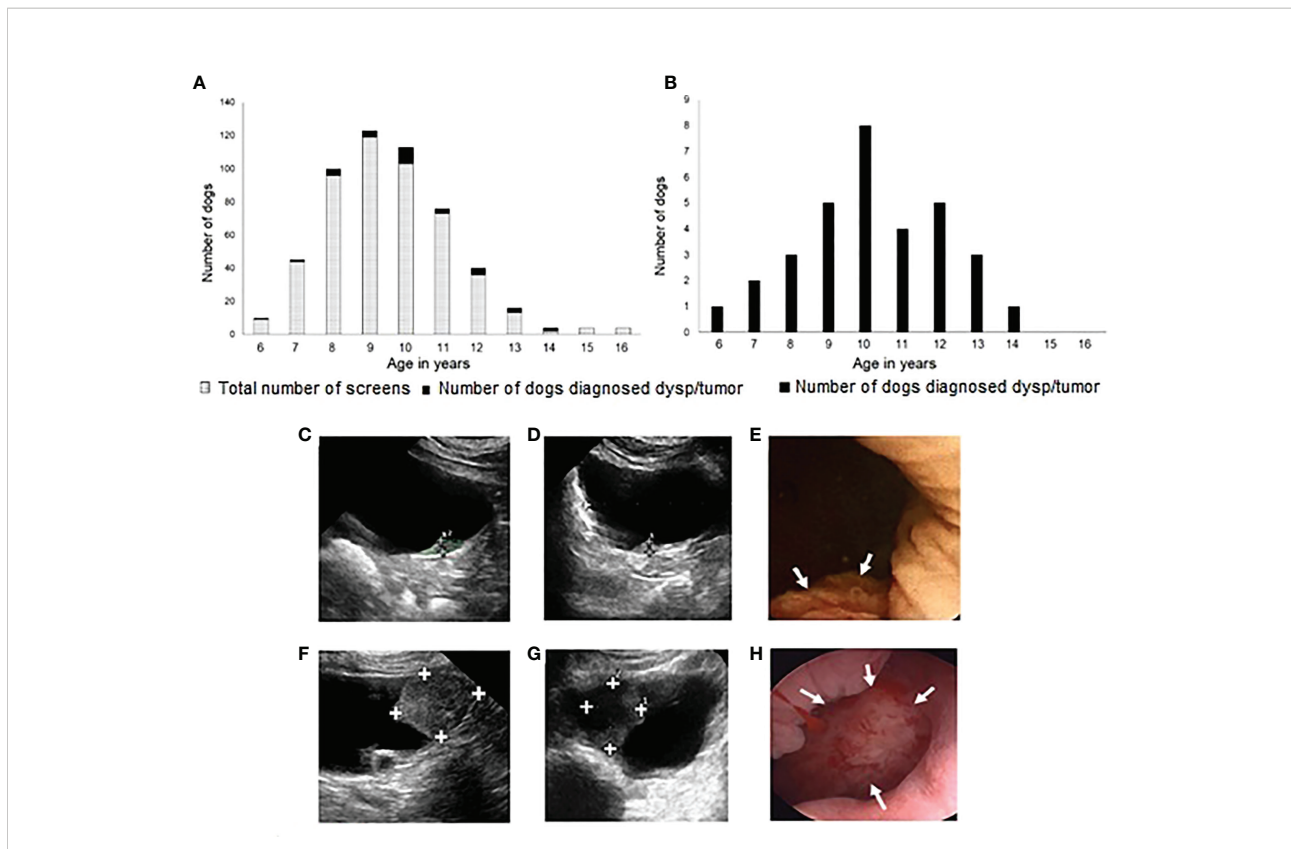 A
B
Number of dogs
140
120
100
80
60
40
20
0
6 7 8 9 10 11 12 13 14 15 16
Age in years
Total number of screens Number of dogs diagnosed dysp/tumor
Number of dogs
9
8
7
6
5
4
3
2
1
0
6 7 8 9 10 11 12 13 14 15 16
Age in years
Number of dogs diagnosed dysp/tumor
C
D
E
F
G
H